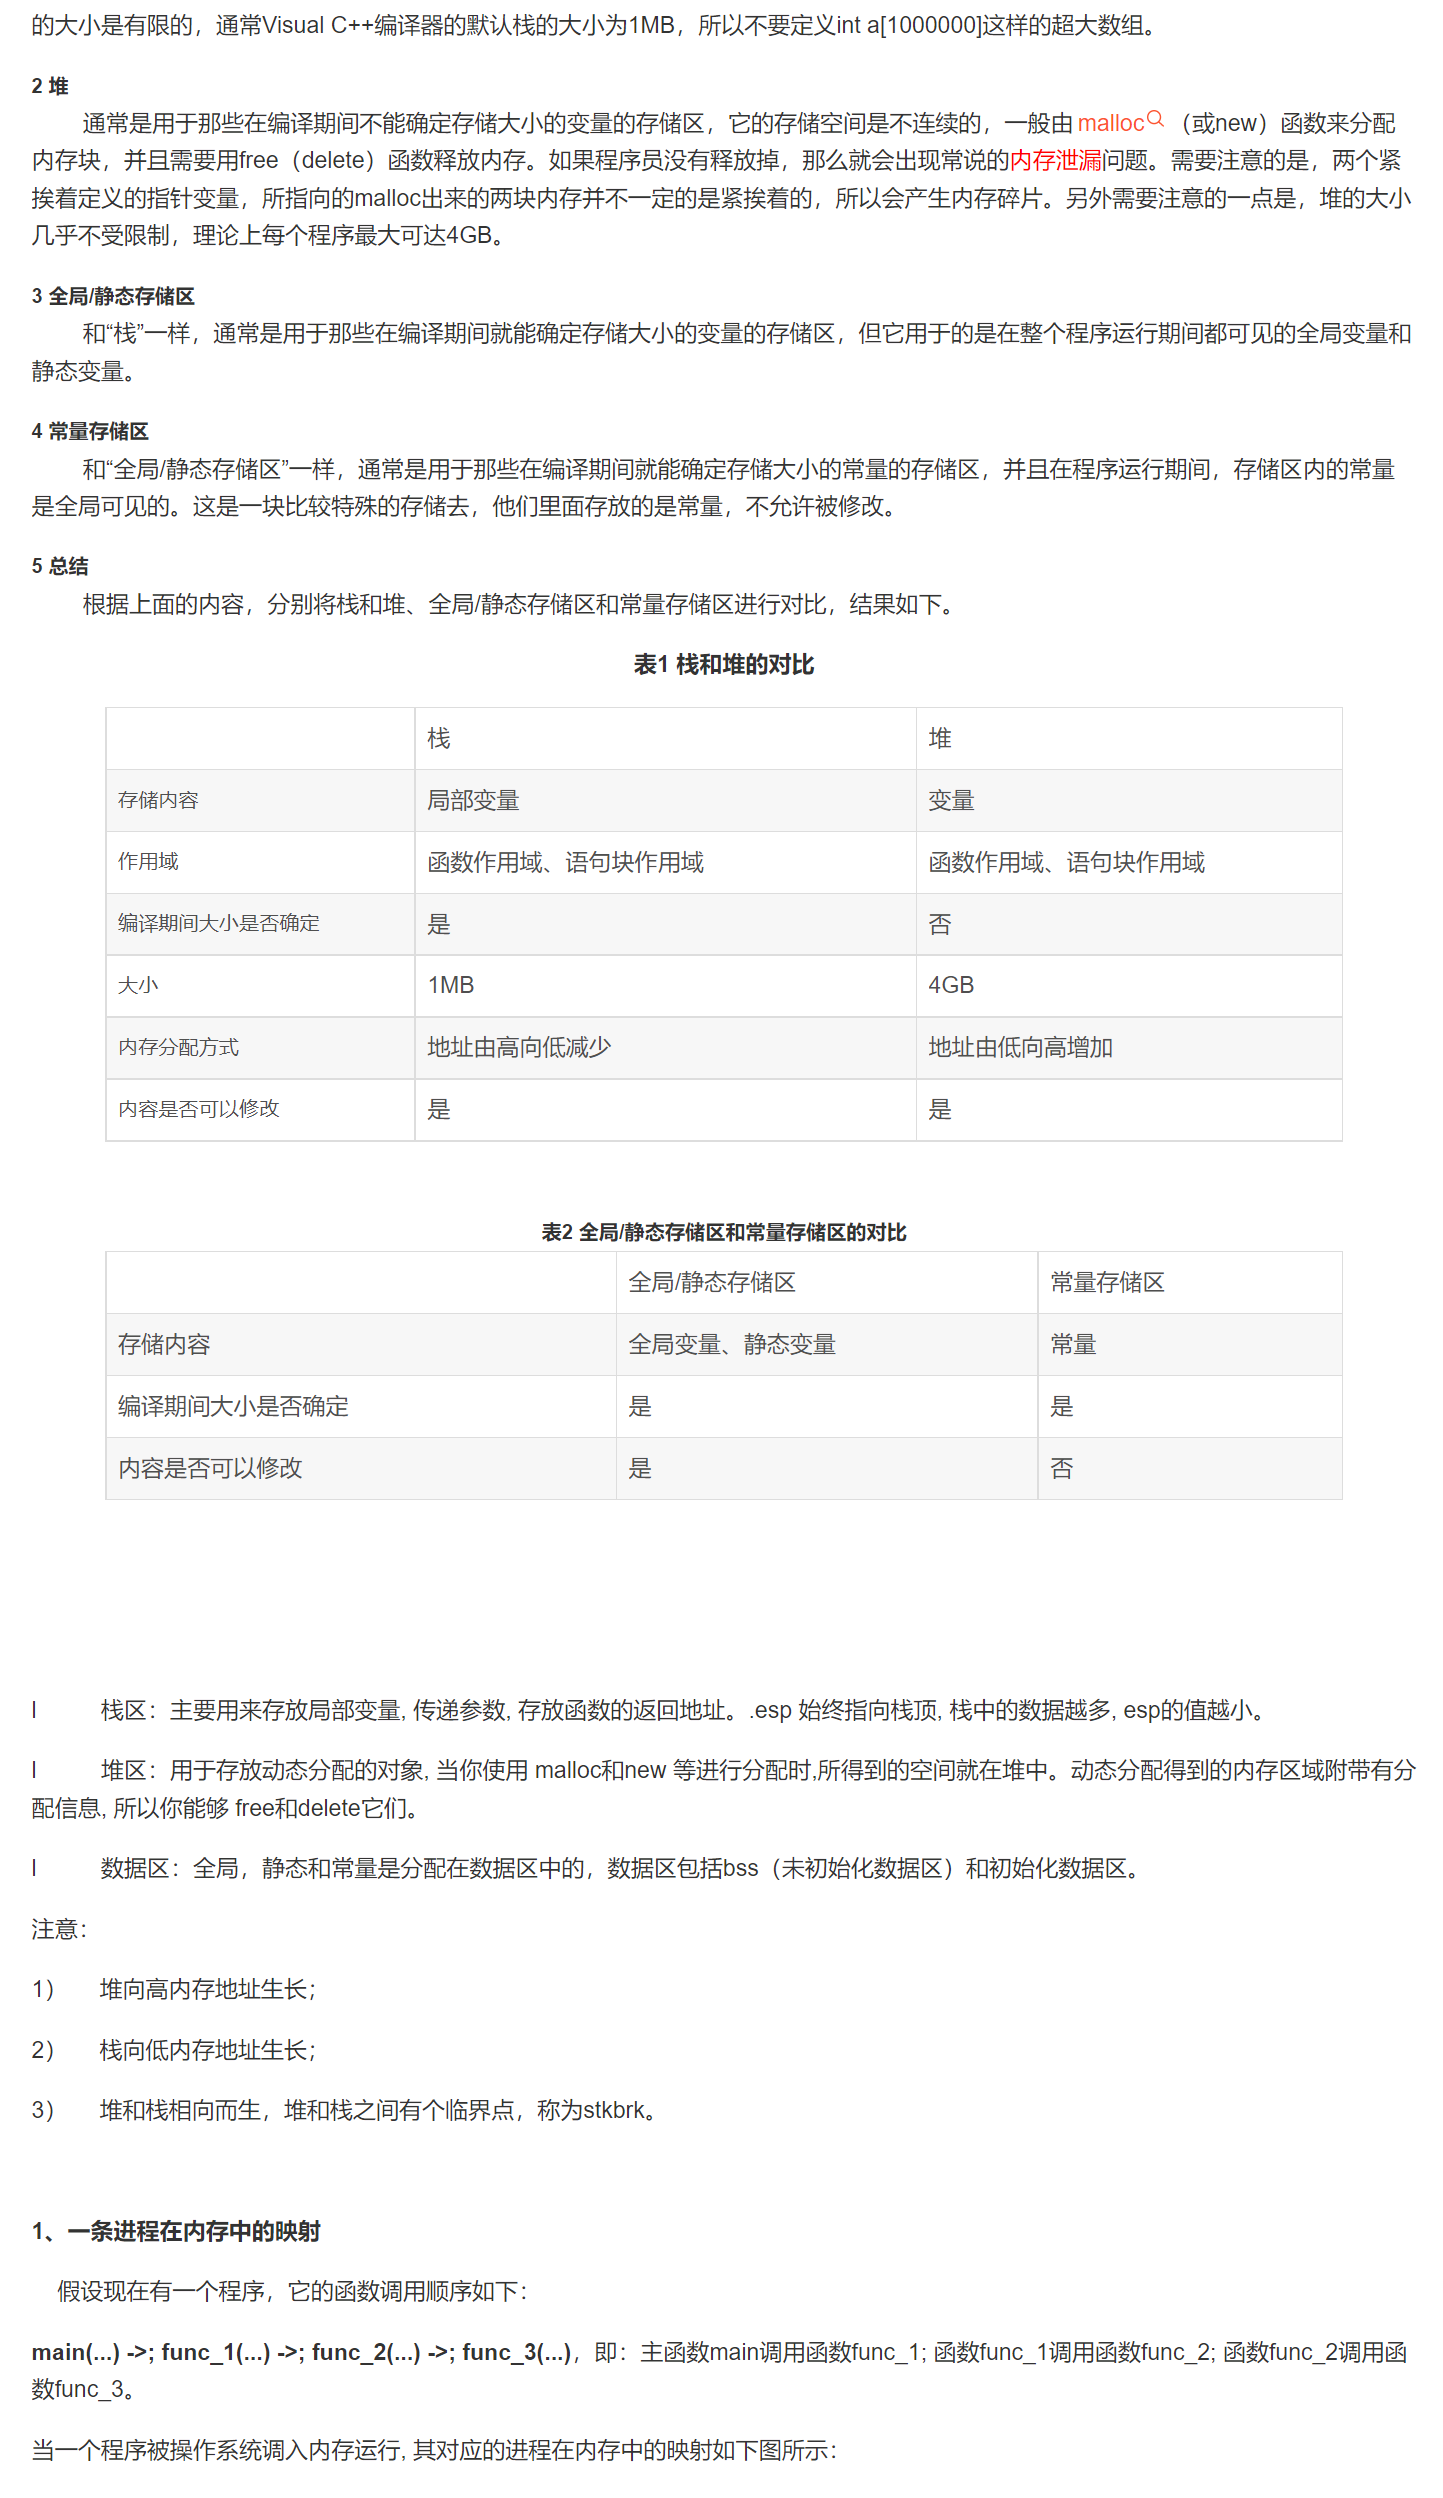 的大小是有限的，通常Visual C++编译器的默认栈的大小为1MB，所以不要定义int a[1000000]这样的超大数组。
2 堆
通常是用于那些在编译期间不能确定存储大小的变量的存储区，它的存储空间是不连续的，一般由 malloc （或new）函数来分配
内存块，并且需要用free（delete）函数释放内存。如果程序员没有释放掉，那么就会出现常说的内存泄漏问题。需要注意的是，两个紧
挨着定义的指针变量，所指向的malloc出来的两块内存并不一定的是紧挨着的，所以会产生内存碎片。另外需要注意的一点是，堆的大小
几乎不受限制，理论上每个程序最大可达4GB。
3 全局/静态存储区
和“栈”一样，通常是用于那些在编译期间就能确定存储大小的变量的存储区，但它用于的是在整个程序运行期间都可见的全局变量和
静态变量。
4 常量存储区
和“全局/静态存储区”一样，通常是用于那些在编译期间就能确定存储大小的常量的存储区，并且在程序运行期间，存储区内的常量
是全局可见的。这是一块比较特殊的存储去，他们里面存放的是常量，不允许被修改。
5 总结
根据上面的内容，分别将栈和堆、全局/静态存储区和常量存储区进行对比，结果如下。
表1 栈和堆的对比
栈 堆
存储内容 局部变量 变量
作用域 函数作用域、语句块作用域 函数作用域、语句块作用域
编译期间大小是否确定 是 否
大小 1MB 4GB
内存分配方式 地址由高向低减少 地址由低向高增加
内容是否可以修改 是 是
表2 全局/静态存储区和常量存储区的对比
全局/静态存储区 常量存储区
存储内容 全局变量、静态变量 常量
编译期间大小是否确定 是 是
内容是否可以修改 是 否
l 栈区：主要用来存放局部变量, 传递参数, 存放函数的返回地址。.esp 始终指向栈顶, 栈中的数据越多, esp的值越小。
l 堆区：用于存放动态分配的对象, 当你使用 malloc和new 等进行分配时,所得到的空间就在堆中。动态分配得到的内存区域附带有分
配信息, 所以你能够 free和delete它们。
l 数据区：全局，静态和常量是分配在数据区中的，数据区包括bss（未初始化数据区）和初始化数据区。
注意：
1） 堆向高内存地址生长；
2） 栈向低内存地址生长；
3） 堆和栈相向而生，堆和栈之间有个临界点，称为stkbrk。
1、一条进程在内存中的映射
假设现在有一个程序，它的函数调用顺序如下：
main(...) ->; func_1(...) ->; func_2(...) ->; func_3(...)，即：主函数main调用函数func_1; 函数func_1调用函数func_2; 函数func_2调用函
数func_3。
当一个程序被操作系统调入内存运行, 其对应的进程在内存中的映射如下图所示：